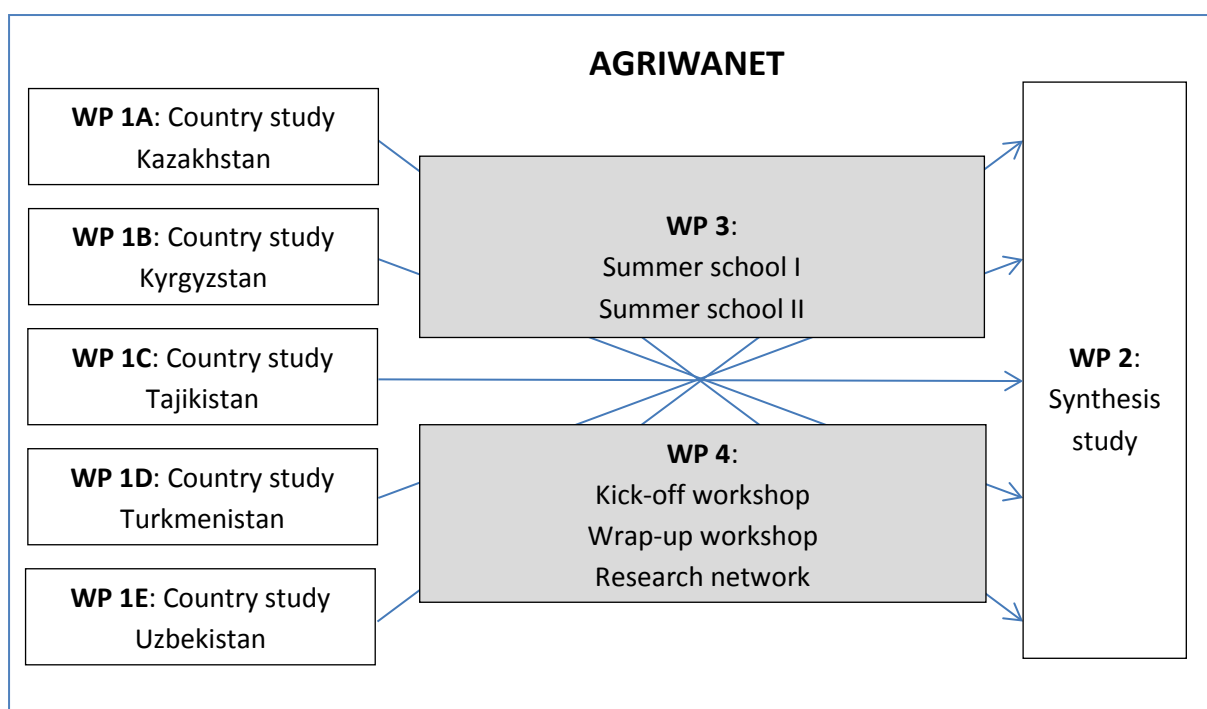 AGRIWANET
WP 1A: Country study
Kazakhstan
WP 1B: Country study
Kyrgyzstan
WP 1C: Country study
Tajikistan
WP 1D: Country study
Turkmenistan
WP 1E: Country study
Uzbekistan
WP 3:
Summer school I
Summer school II
WP 4:
Kick-off workshop
Wrap-up workshop
Research network
WP 2:
Synthesis
study